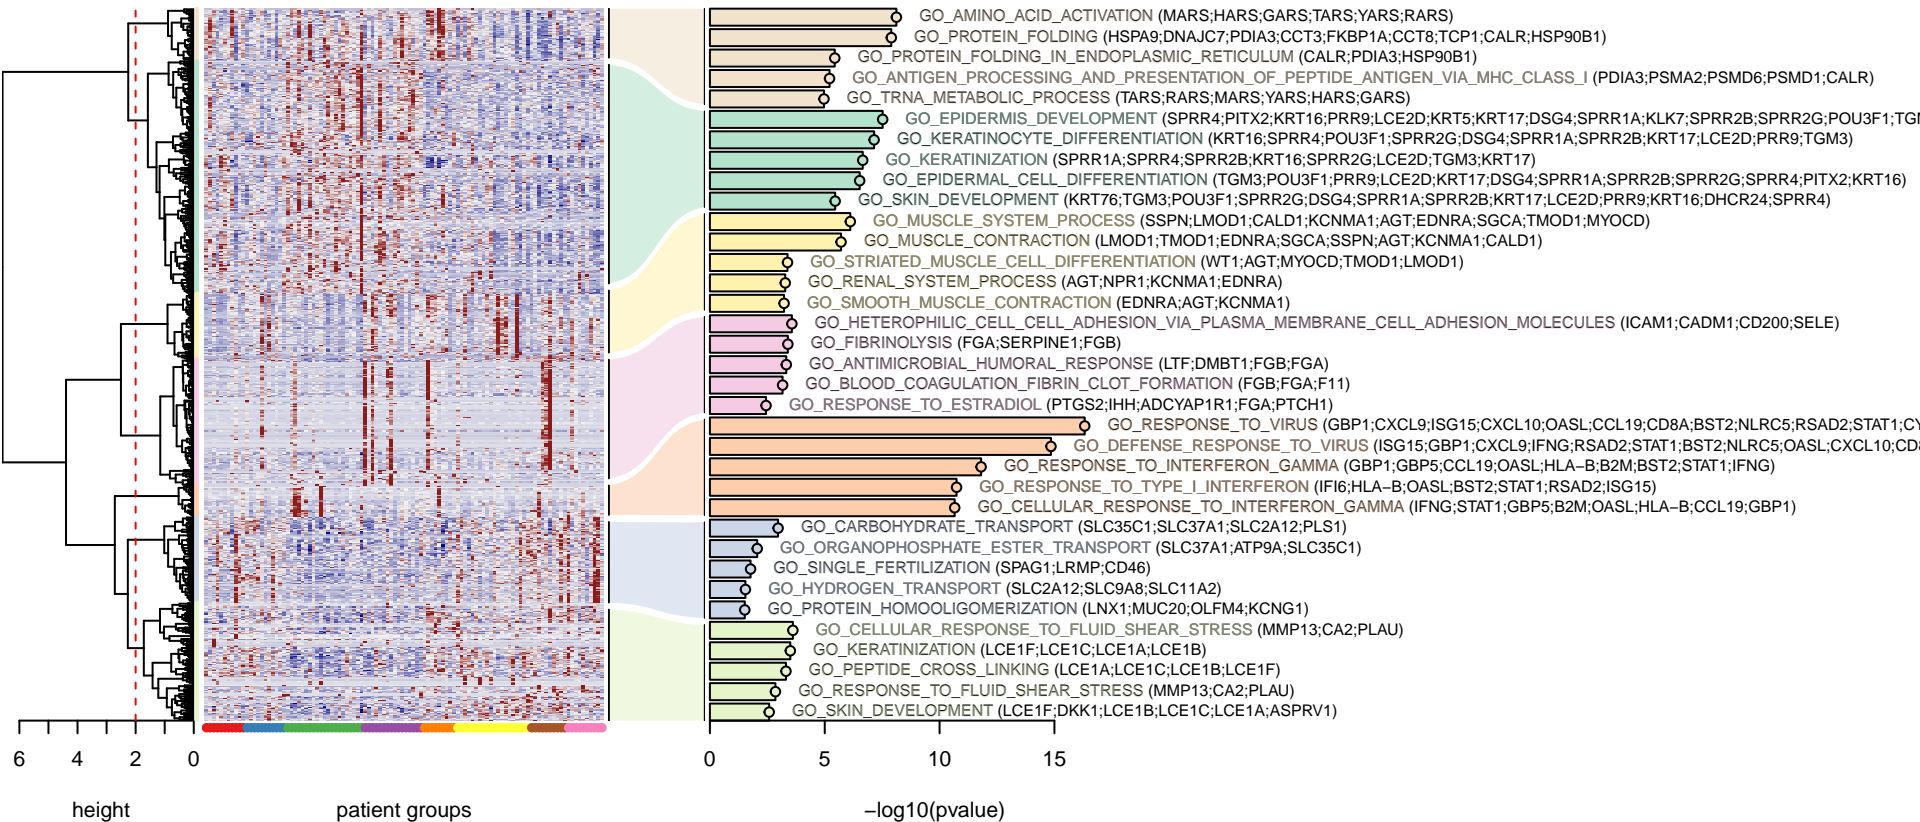 GO_AMINO_ACID_ACTIVATION (MARS;HARS;GARS;TARS;YARS;RARS)
GO_PROTEIN_FOLDING (HSPA9;DNAJC7;PDIA3;CCT3;FKBP1A;CCT8;TCP1;CALR;HSP90B1)
GO_PROTEIN_FOLDING_IN_ENDOPLASMIC_RETICULUM (CALR;PDIA3;HSP90B1)
GO_ANTIGEN_PROCESSING_AND_PRESENTATION_OF_PEPTIDE_ANTIGEN_VIA_MHC_CLASS_I (PDIA3;PSMA2;PSMD6;PSMD1;CALR)
GO_TRNA_METABOLIC_PROCESS (TARS;RARS;MARS;YARS;HARS;GARS)
GO_EPIDERMIS_DEVELOPMENT (SPRR4;PITX2;KRT16;PRR9;LCE2D;KRT5;KRT17;DSG4;SPRR1A;KLK7;SPRR2B;SPRR2G;POU3F1;TGM
GO_KERATINOCYTE_DIFFERENTIATION (KRT16;SPRR4;POU3F1;SPRR2G;DSG4;SPRR1A;SPRR2B;KRT17;LCE2D;PRR9;TGM3)
GO_KERATINIZATION (SPRR1A;SPRR4;SPRR2B;KRT16;SPRR2G;LCE2D;TGM3;KRT17)
GO_EPIDERMAL_CELL_DIFFERENTIATION (TGM3;POU3F1;PRR9;LCE2D;KRT17;DSG4;SPRR1A;SPRR2B;SPRR2G;SPRR4;PITX2;KRT16)
GO_SKIN_DEVELOPMENT (KRT76;TGM3;POU3F1;SPRR2G;DSG4;SPRR1A;SPRR2B;KRT17;LCE2D;PRR9;KRT16;DHCR24;SPRR4)
GO_MUSCLE_SYSTEM_PROCESS (SSPN;LMOD1;CALD1;KCNMA1;AGT;EDNRA;SGCA;TMOD1;MYOCD)
GO_MUSCLE_CONTRACTION (LMOD1;TMOD1;EDNRA;SGCA;SSPN;AGT;KCNMA1;CALD1)
GO_STRIATED_MUSCLE_CELL_DIFFERENTIATION (WT1;AGT;MYOCD;TMOD1;LMOD1)
GO_RENAL_SYSTEM_PROCESS (AGT;NPR1;KCNMA1;EDNRA)
GO_SMOOTH_MUSCLE_CONTRACTION (EDNRA;AGT;KCNMA1)
GO_HETEROPHILIC_CELL_CELL_ADHESION_VIA_PLASMA_MEMBRANE_CELL_ADHESION_MOLECULES (ICAM1;CADM1;CD200;SELE)
GO_FIBRINOLYSIS (FGA;SERPINE1;FGB)
GO_ANTIMICROBIAL_HUMORAL_RESPONSE (LTF;DMBT1;FGB;FGA)
GO_BLOOD_COAGULATION_FIBRIN_CLOT_FORMATION (FGB;FGA;F11)
GO_RESPONSE_TO_ESTRADIOL (PTGS2;IHH;ADCYAP1R1;FGA;PTCH1)
GO_RESPONSE_TO_VIRUS (GBP1;CXCL9;ISG15;CXCL10;OASL;CCL19;CD8A;BST2;NLRC5;RSAD2;STAT1;CY
GO_DEFENSE_RESPONSE_TO_VIRUS (ISG15;GBP1;CXCL9;IFNG;RSAD2;STAT1;BST2;NLRC5;OASL;CXCL10;CD8
GO_RESPONSE_TO_INTERFERON_GAMMA (GBP1;GBP5;CCL19;OASL;HLA−B;B2M;BST2;STAT1;IFNG)
GO_RESPONSE_TO_TYPE_I_INTERFERON (IFI6;HLA−B;OASL;BST2;STAT1;RSAD2;ISG15)
GO_CELLULAR_RESPONSE_TO_INTERFERON_GAMMA (IFNG;STAT1;GBP5;B2M;OASL;HLA−B;CCL19;GBP1)
GO_CARBOHYDRATE_TRANSPORT (SLC35C1;SLC37A1;SLC2A12;PLS1)
GO_ORGANOPHOSPHATE_ESTER_TRANSPORT (SLC37A1;ATP9A;SLC35C1)
GO_SINGLE_FERTILIZATION (SPAG1;LRMP;CD46)
GO_HYDROGEN_TRANSPORT (SLC2A12;SLC9A8;SLC11A2)
GO_PROTEIN_HOMOOLIGOMERIZATION (LNX1;MUC20;OLFM4;KCNG1)
GO_CELLULAR_RESPONSE_TO_FLUID_SHEAR_STRESS (MMP13;CA2;PLAU)
GO_KERATINIZATION (LCE1F;LCE1C;LCE1A;LCE1B)
GO_PEPTIDE_CROSS_LINKING (LCE1A;LCE1C;LCE1B;LCE1F)
GO_RESPONSE_TO_FLUID_SHEAR_STRESS (MMP13;CA2;PLAU)
GO_SKIN_DEVELOPMENT (LCE1F;DKK1;LCE1B;LCE1C;LCE1A;ASPRV1)
6 4 2 0 0 5 10 15
height patient groups −log10(pvalue)